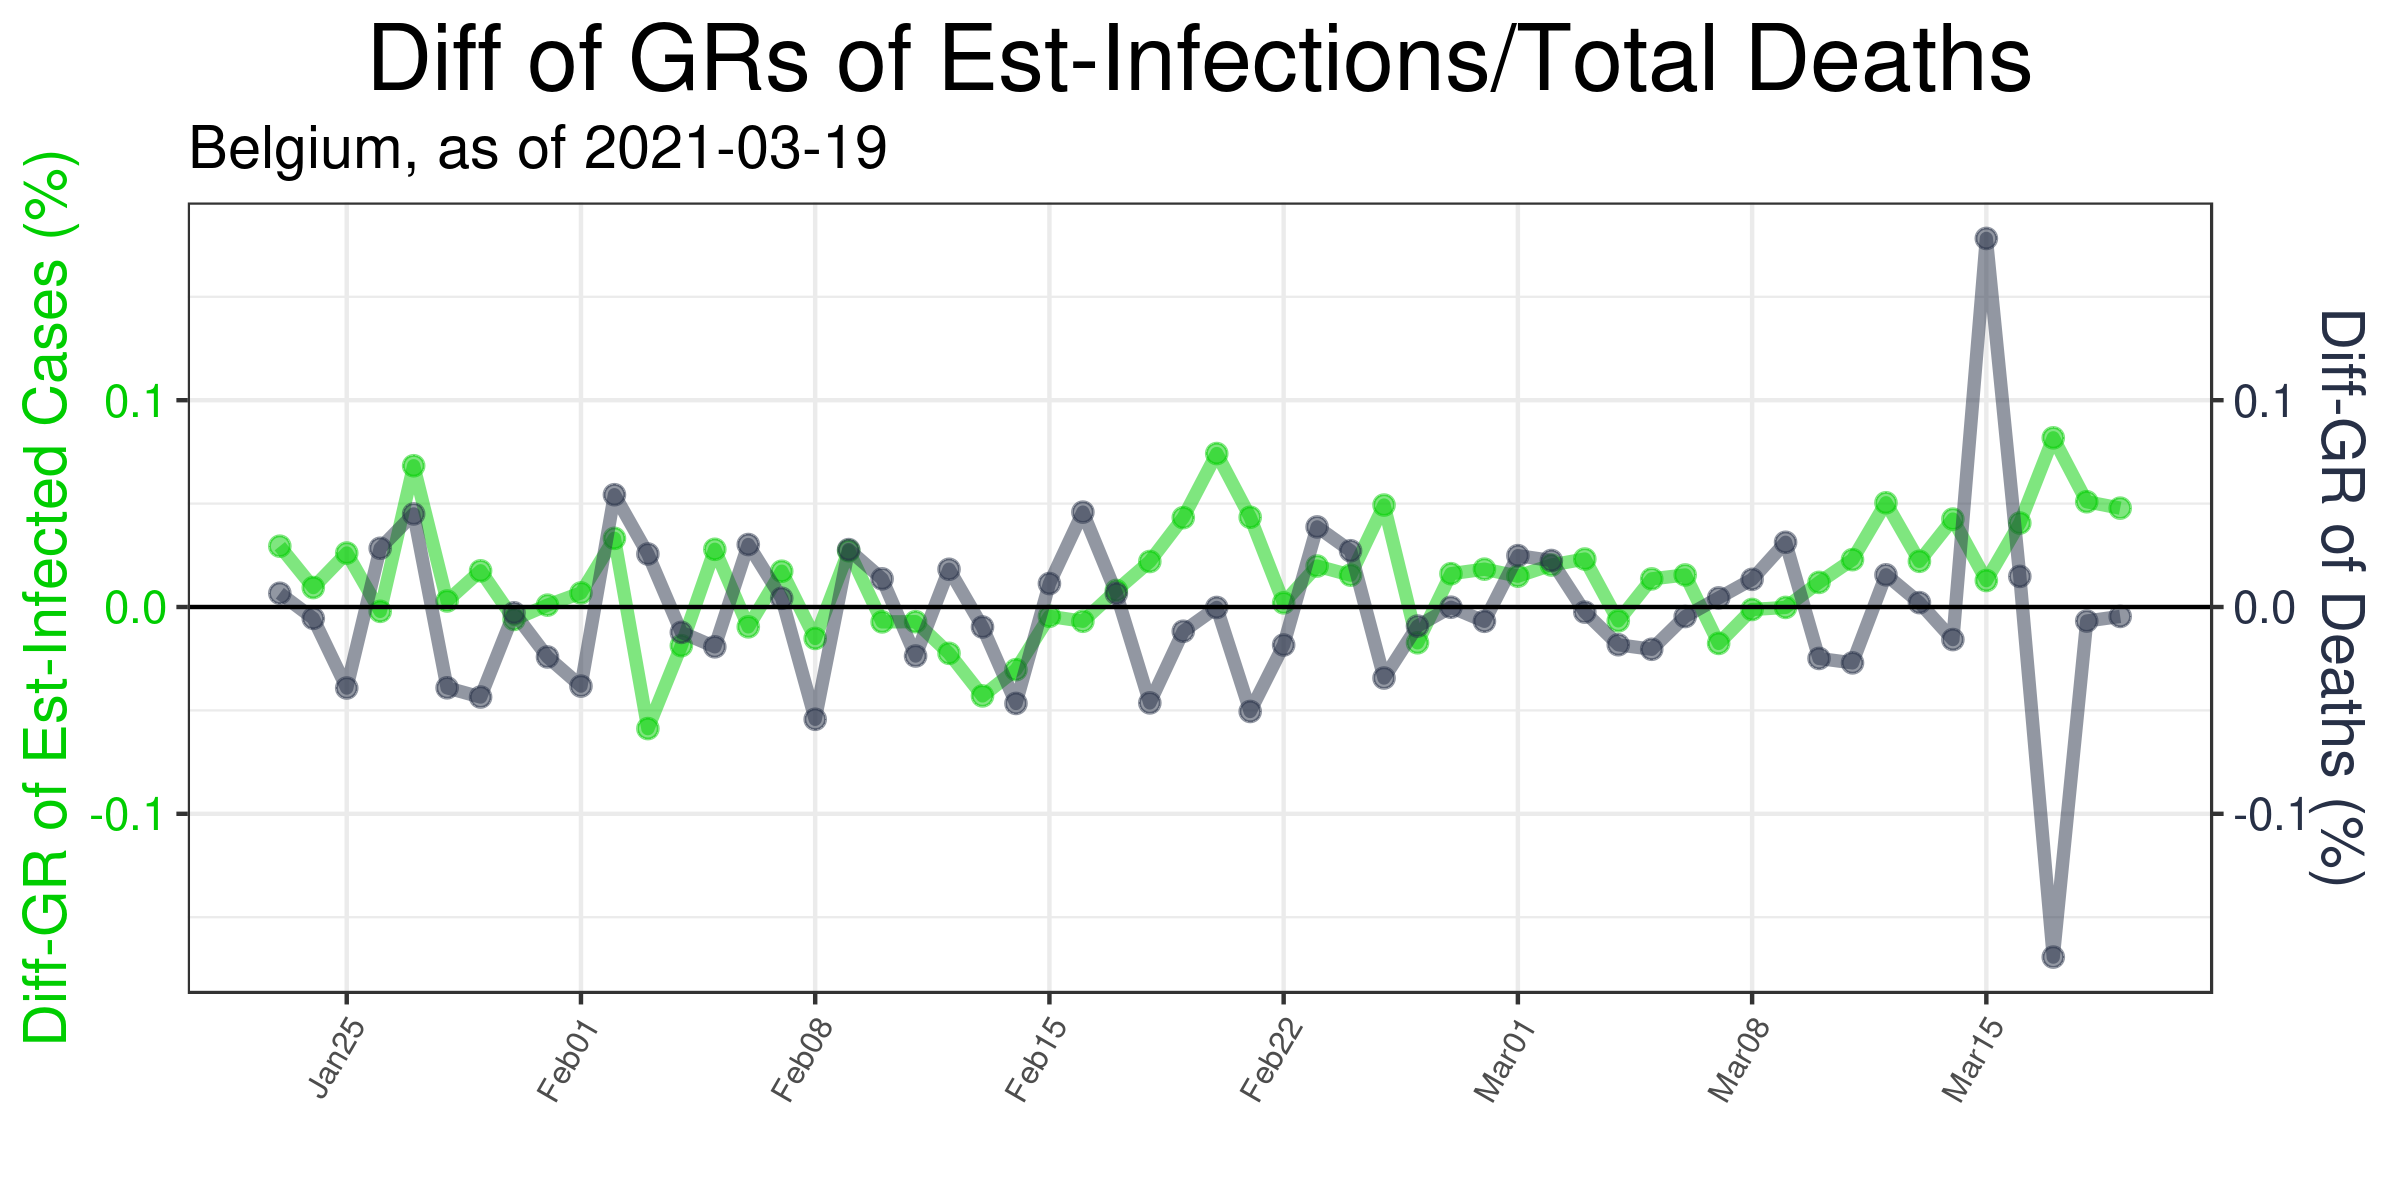 Diff of GRs of Est-Infections/Total Deaths
Belgium, as of 2021-03-19
Diff-GR of Est-Infected Cases (%)
0.1
0.0
-0.1
0.1
0.0
-0.1
Diff-GR of Deaths (%)
Jan25
Feb01
Feb08
Feb15
Feb22
Mar01
Mar08
Mar15